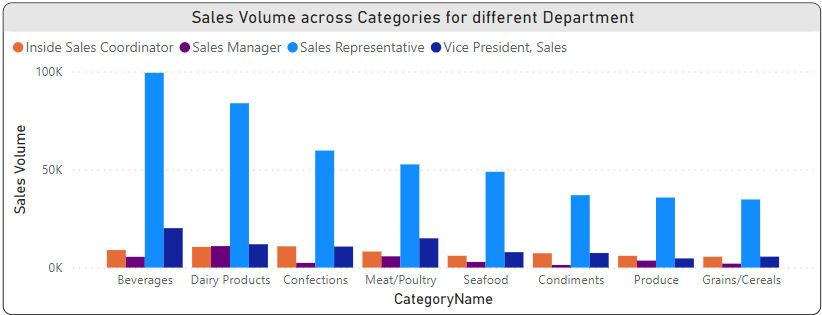 Sales Volume across Categories for different Department
Inside Sales Coordinator Sales Manager Sales Representative Vice President, Sales
100K
50K
0K
Sales Volume
Beverages Dairy Products Confections Meat/Poultry Seafood Condiments Produce Grains/Cereals
CategoryName